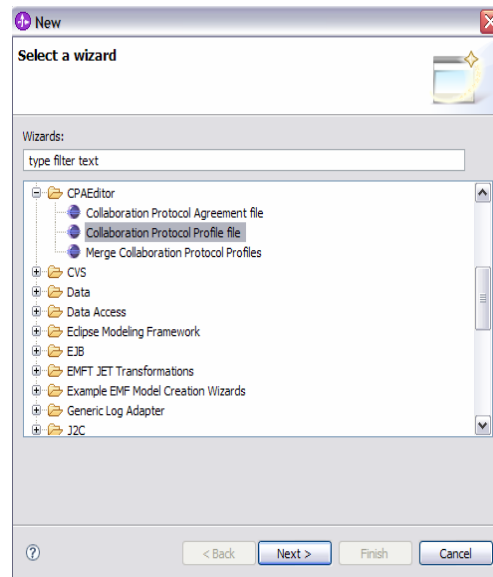 New
Select a wizard
Wizards:
type filter text
CPAEditor
Collaboration Protocol Agreement file
Collaboration Protocol Profile file
Merge Collaboration Protocol Profiles
CVS
Data
Data Access
Eclipse Modeling Framework
EJB
EMFT JET Transformations
Example EMF Model Creation Wizards
Generic Log Adapter
J2C
? < Back Next > Finish Cancel